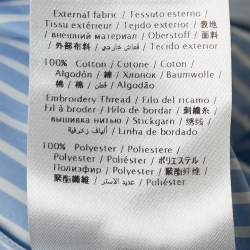 External fabric / Tessuto esterno /
Tissu extérieur / Tejido exterior / 表地
/ внешний материал / Oberstoff / 面料
/ 外部布料 / قماش خارجي / Tecido exterior
100% Cotton / Cotone / Coton /
Algodón / 綿 / Хлопок / Baumwolle /
棉 / 棉 / قطن / Algodão
Embroidery Thread / Filo del ricamo /
Fil à broder / Hilo de bordar / 刺繍糸 /
вышивка нитью / Stickgarn / 绣线 /
/ ألياف زخرفية / Linha de bordado
100% Polyester / Poliestere /
Polyester / Poliéster / ポリエステル /
Полиэфир / Polyester / 聚酯纤维 /
聚酯纖維 / Poliéster